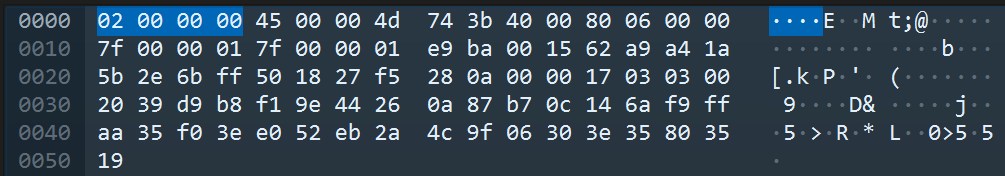 0000 02 00 00 00 45 00 00 4d 74 3b 40 00 80 06 00 00 ····E··M t;@·····
0010 7f 00 00 01 7f 00 00 01 e9 ba 00 15 62 a9 a4 1a ········ ····b···
0020 5b 2e 6b ff 50 18 27 f5 28 0a 00 00 17 03 03 00 [.k·P·'· (·······
0030 20 39 d9 b8 f1 9e 44 26 0a 87 b7 0c 14 6a f9 ff  9····D& ·····j··
0040 aa 35 f0 3e e0 52 eb 2a 4c 9f 06 30 3e 35 80 35 ·5·>·R·* L··0>5·5
0050 19 ·